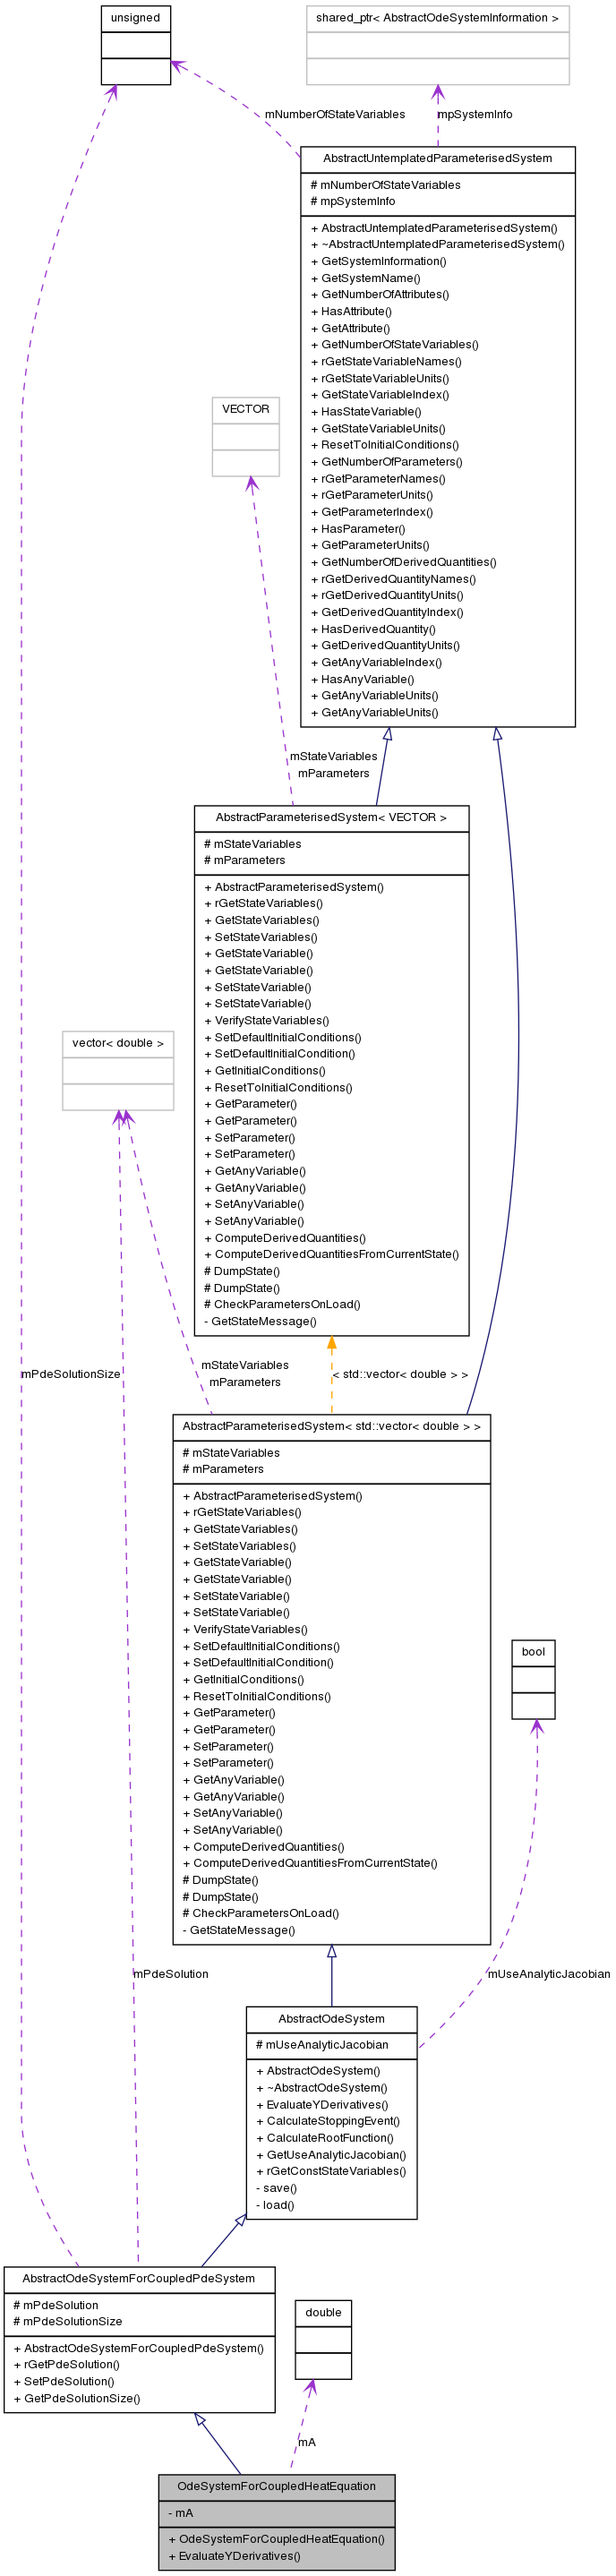 unsigned
shared_ptr< AbstractOdeSystemInformation >
mNumberOfStateVariables
mpSystemInfo
AbstractUntemplatedParameterisedSystem
# mNumberOfStateVariables
# mpSystemInfo
+ AbstractUntemplatedParameterisedSystem()
+ ~AbstractUntemplatedParameterisedSystem()
+ GetSystemInformation()
+ GetSystemName()
+ GetNumberOfAttributes()
+ HasAttribute()
+ GetAttribute()
+ GetNumberOfStateVariables()
+ rGetStateVariableNames()
+ rGetStateVariableUnits()
+ GetStateVariableIndex()
+ HasStateVariable()
+ GetStateVariableUnits()
+ ResetToInitialConditions()
+ GetNumberOfParameters()
+ rGetParameterNames()
+ rGetParameterUnits()
+ GetParameterIndex()
+ HasParameter()
+ GetParameterUnits()
+ GetNumberOfDerivedQuantities()
+ rGetDerivedQuantityNames()
+ rGetDerivedQuantityUnits()
+ GetDerivedQuantityIndex()
+ HasDerivedQuantity()
+ GetDerivedQuantityUnits()
+ GetAnyVariableIndex()
+ HasAnyVariable()
+ GetAnyVariableUnits()
+ GetAnyVariableUnits()
VECTOR
mStateVariables
mParameters
AbstractParameterisedSystem< VECTOR >
# mStateVariables
# mParameters
+ AbstractParameterisedSystem()
+ rGetStateVariables()
+ GetStateVariables()
+ SetStateVariables()
+ GetStateVariable()
+ GetStateVariable()
+ SetStateVariable()
+ SetStateVariable()
+ VerifyStateVariables()
+ SetDefaultInitialConditions()
+ SetDefaultInitialCondition()
+ GetInitialConditions()
+ ResetToInitialConditions()
+ GetParameter()
+ GetParameter()
+ SetParameter()
+ SetParameter()
+ GetAnyVariable()
+ GetAnyVariable()
+ SetAnyVariable()
+ SetAnyVariable()
+ ComputeDerivedQuantities()
+ ComputeDerivedQuantitiesFromCurrentState()
# DumpState()
# DumpState()
# CheckParametersOnLoad()
- GetStateMessage()
vector< double >
mPdeSolutionSize
mStateVariables
mParameters
< std::vector< double > >
AbstractParameterisedSystem< std::vector< double > >
# mStateVariables
# mParameters
+ AbstractParameterisedSystem()
+ rGetStateVariables()
+ GetStateVariables()
+ SetStateVariables()
+ GetStateVariable()
+ GetStateVariable()
+ SetStateVariable()
+ SetStateVariable()
+ VerifyStateVariables()
+ SetDefaultInitialConditions()
+ SetDefaultInitialCondition()
+ GetInitialConditions()
+ ResetToInitialConditions()
+ GetParameter()
+ GetParameter()
+ SetParameter()
+ SetParameter()
+ GetAnyVariable()
+ GetAnyVariable()
+ SetAnyVariable()
+ SetAnyVariable()
+ ComputeDerivedQuantities()
+ ComputeDerivedQuantitiesFromCurrentState()
# DumpState()
# DumpState()
# CheckParametersOnLoad()
- GetStateMessage()
bool
mPdeSolution
mUseAnalyticJacobian
AbstractOdeSystem
# mUseAnalyticJacobian
+ AbstractOdeSystem()
+ ~AbstractOdeSystem()
+ EvaluateYDerivatives()
+ CalculateStoppingEvent()
+ CalculateRootFunction()
+ GetUseAnalyticJacobian()
+ rGetConstStateVariables()
- save()
- load()
AbstractOdeSystemForCoupledPdeSystem
# mPdeSolution
# mPdeSolutionSize
+ AbstractOdeSystemForCoupledPdeSystem()
+ rGetPdeSolution()
+ SetPdeSolution()
+ GetPdeSolutionSize()
double
mA
OdeSystemForCoupledHeatEquation
- mA
+ OdeSystemForCoupledHeatEquation()
+ EvaluateYDerivatives()